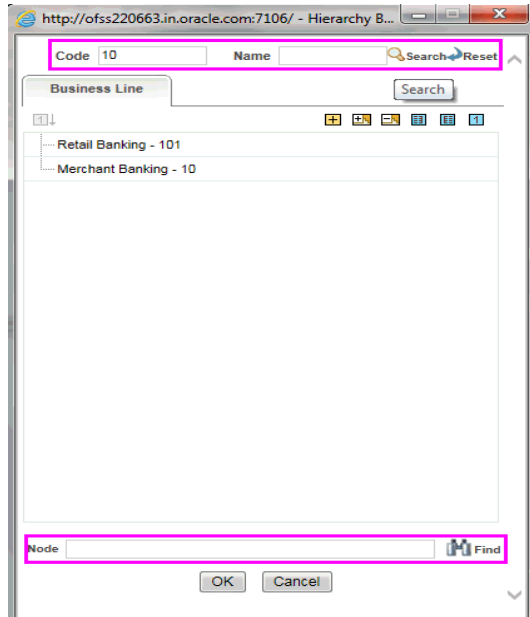 http://ofss220663.in.oracle.com:7106/ - Hierarchy B...
Code 10 Name Search Reset
Business Line Search
1
1
Retail Banking - 101
Merchant Banking - 10
Node Find
OK Cancel